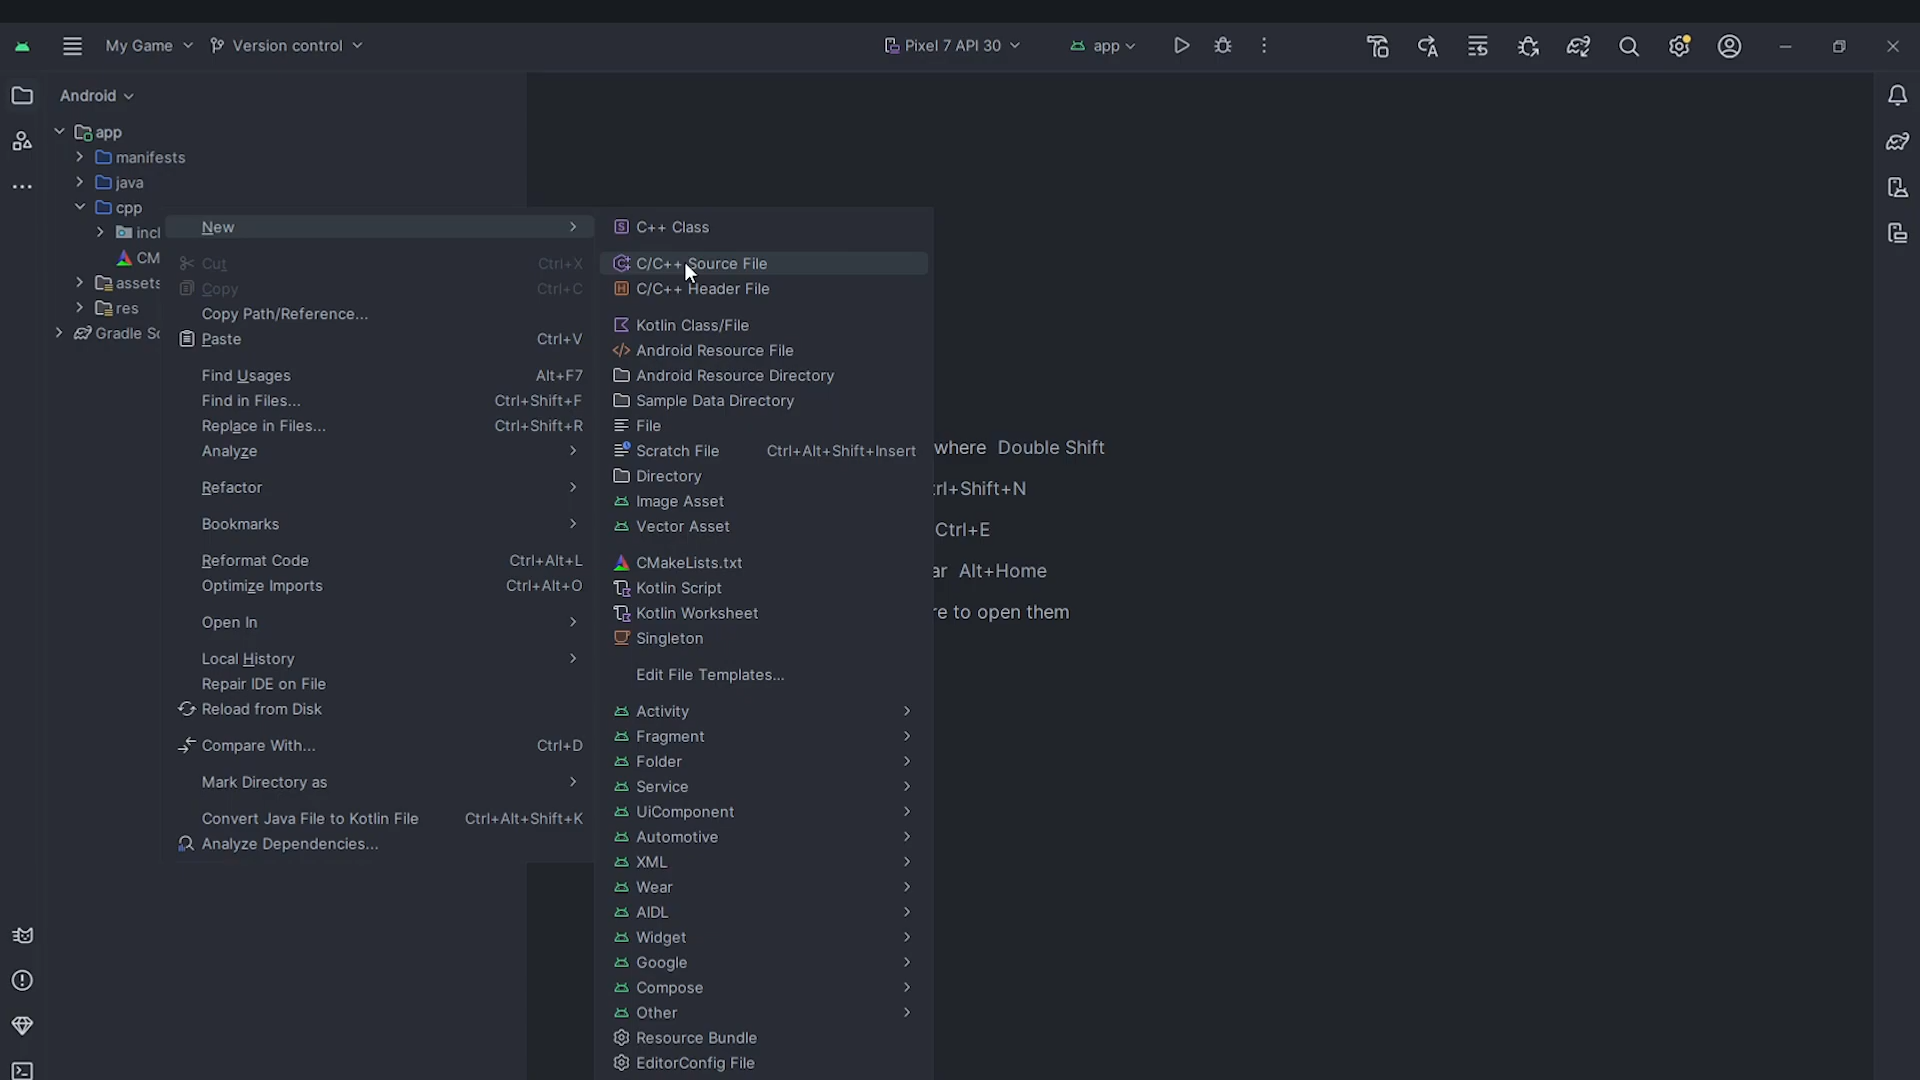 My Game
Version control
Pixel 7 API 30
app
Android
app
manifests
java
cpp
incl
CM
assets
res
Gradle Sc
New
Cut Ctrl+X
Copy Ctrl+C
Copy Path/Reference...
Paste Ctrl+V
Find Usages Alt+F7
Find in Files... Ctrl+Shift+F
Replace in Files... Ctrl+Shift+R
Analyze
Refactor
Bookmarks
Reformat Code Ctrl+Alt+L
Optimize Imports Ctrl+Alt+O
Open In
Local History
Repair IDE on File
Reload from Disk
Compare With... Ctrl+D
Mark Directory as
Convert Java File to Kotlin File Ctrl+Alt+Shift+K
Analyze Dependencies...
C++ Class
C/C++ Source File
C/C++ Header File
Kotlin Class/File
Android Resource File
Android Resource Directory
Sample Data Directory
File
Scratch File Ctrl+Alt+Shift+Insert
Directory
Image Asset
Vector Asset
CMakeLists.txt
Kotlin Script
Kotlin Worksheet
Singleton
Edit File Templates...
Activity
Fragment
Folder
Service
UiComponent
Automotive
XML
Wear
AIDL
Widget
Google
Compose
Other
Resource Bundle
EditorConfig File
where Double Shift
rl+Shift+N
Ctrl+E
ar Alt+Home
re to open them